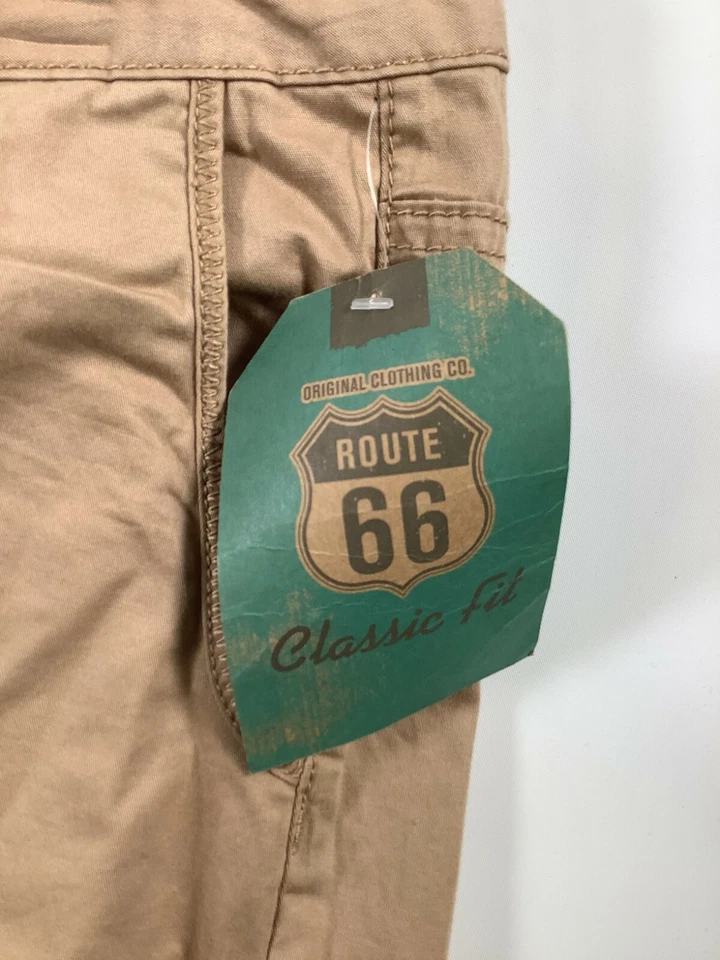 ORIGINAL CLOTHING CO.
ROUTE
66
Classic Fit